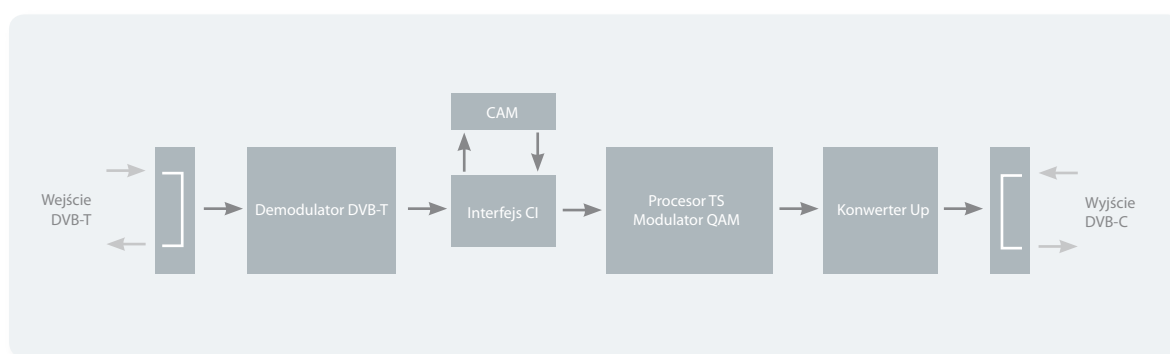 Wejście
DVB-T
Demodulator DVB-T
CAM
Interfejs CI
Procesor TS
Modulator QAM
Konwerter Up
Wyjście
DVB-C